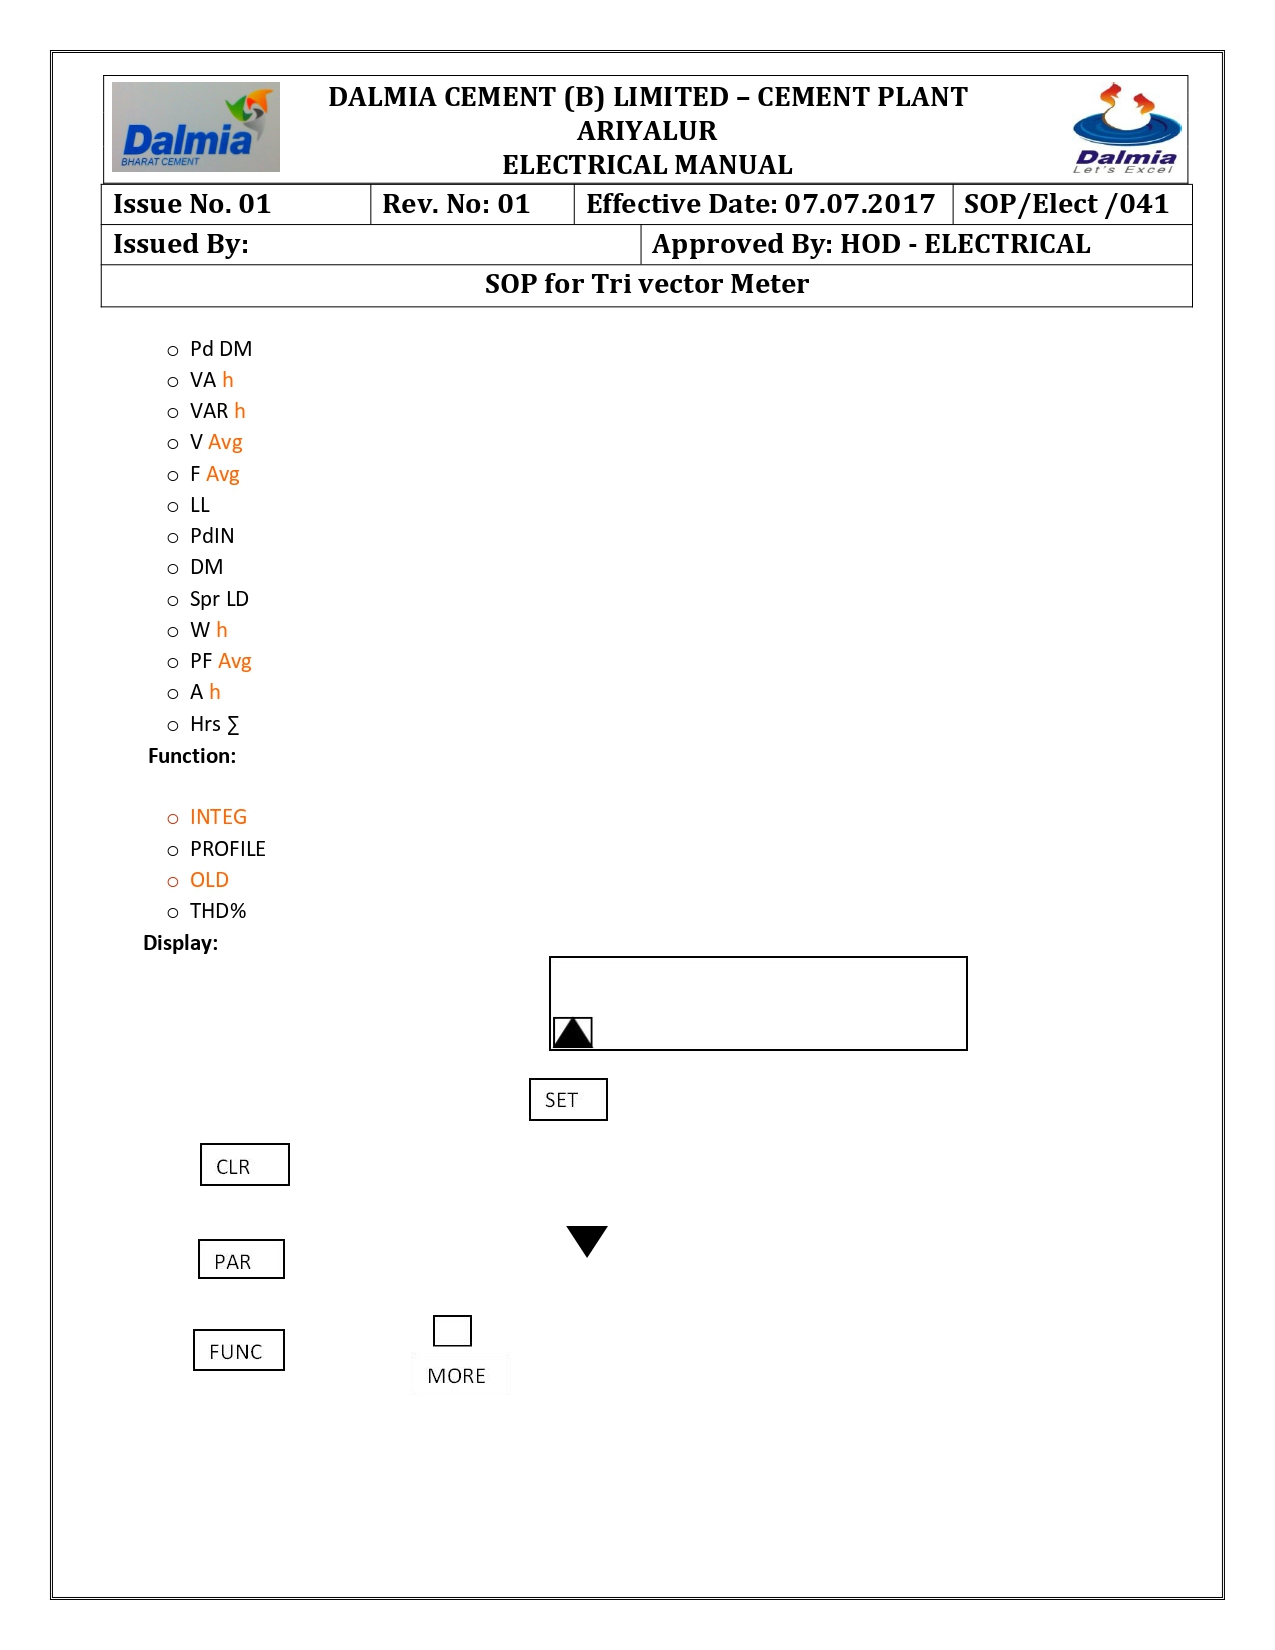 Dalmia
BHARAT CEMENT
DALMIA CEMENT (B) LIMITED – CEMENT PLANT
ARIYALUR
ELECTRICAL MANUAL
Dalmia
Let's Excel
Issue No. 01 Rev. No: 01 Effective Date: 07.07.2017 SOP/Elect /041
Issued By: Approved By: HOD - ELECTRICAL
SOP for Tri vector Meter
o Pd DM
o VA h
o VAR h
o V Avg
o F Avg
o LL
o PdIN
o DM
o Spr LD
o W h
o PF Avg
o A h
o Hrs ∑
Function:
o INTEG
o PROFILE
o OLD
o THD%
Display:
SET
CLR
PAR
FUNC
MORE